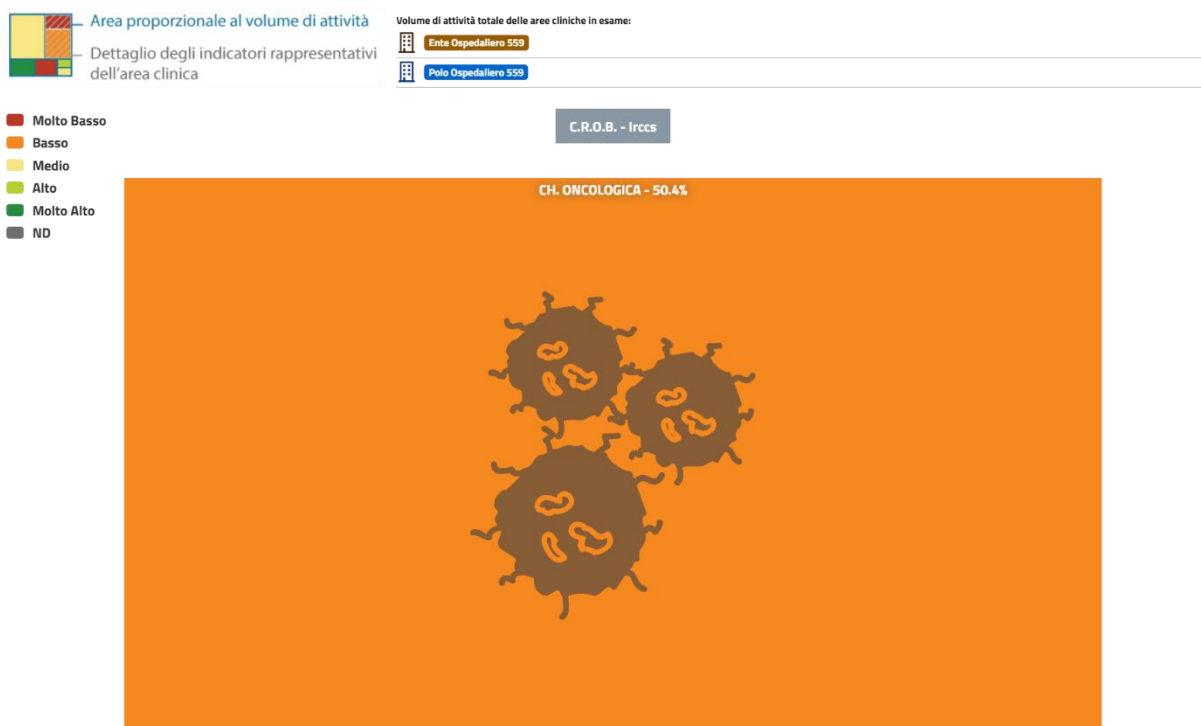 Area proporzionale al volume di attività
Dettaglio degli indicatori rappresentativi
dell'area clinica
Volume di attività totale delle aree cliniche in esame:
Ente Ospedaliero 559
Polo Ospedaliero 559
Molto Basso
Basso
Medio
Alto
Molto Alto
ND
C.R.O.B. - Irccs
CH. ONCOLOGICA - 50.4%